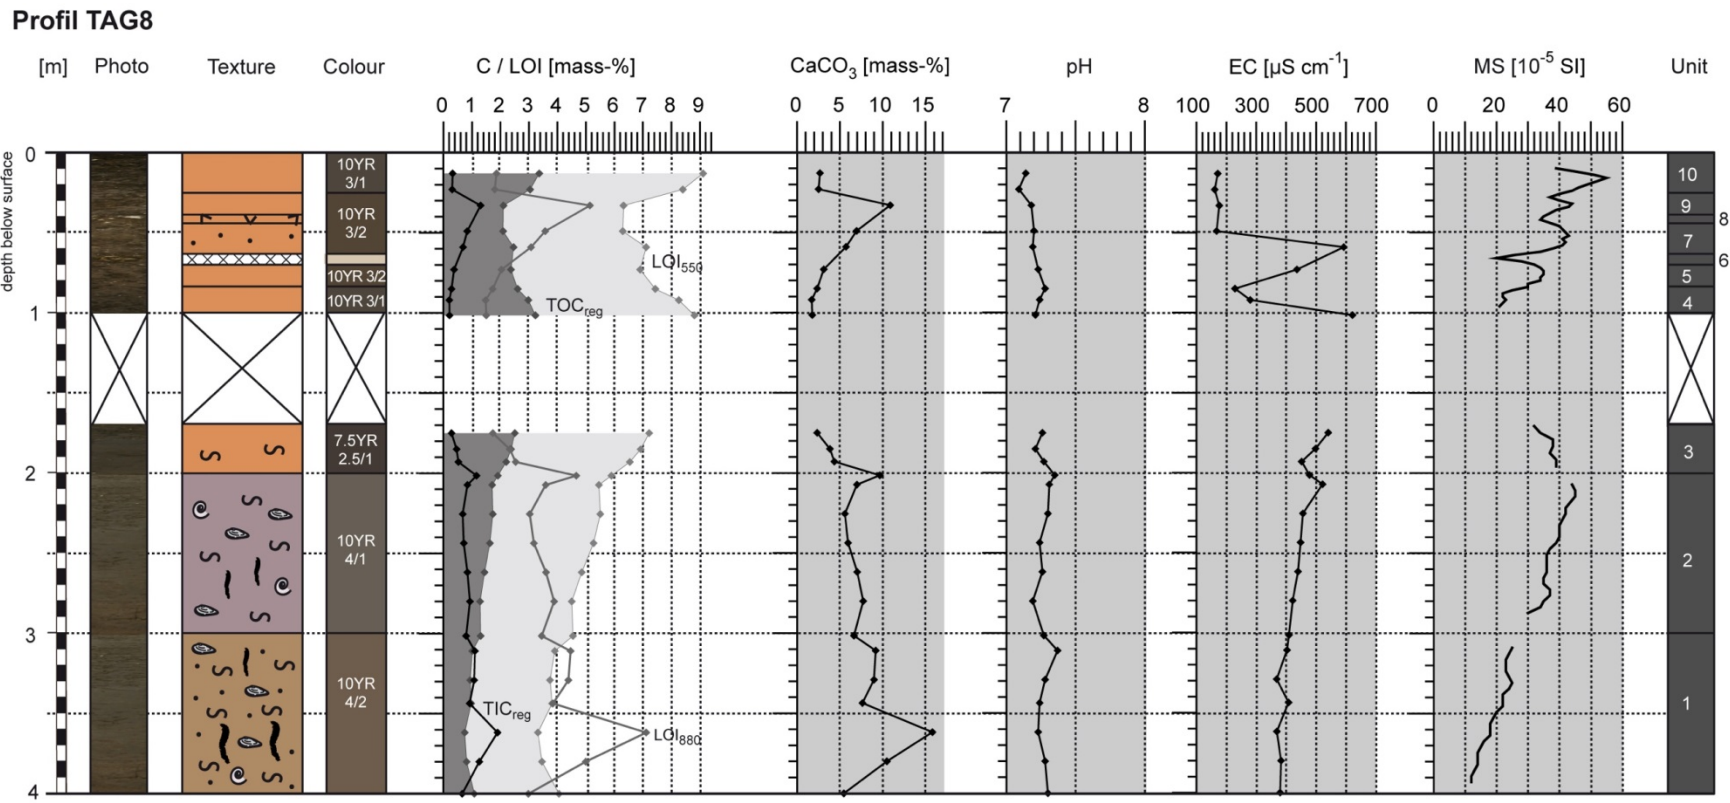 Profil TAG8
[m] Photo Texture Colour C / LOI [mass-%] CaCO3 [mass-%] pH EC [µS cm-1] MS [10-5 SI] Unit
0 1 2 3 4 5 6 7 8 9 0 5 10 15 7 8 100 300 500 700 0 20 40 60
depth below surface
0
10YR
3/1
10
10YR
3/2
9
8
7
LOI550
6
10YR 3/2
5
10YR 3/1
TOCreg
4
1
7.5YR
2.5/1
3
2
10YR
4/1
2
3
10YR
4/2
TICreg
1
LOI880
4